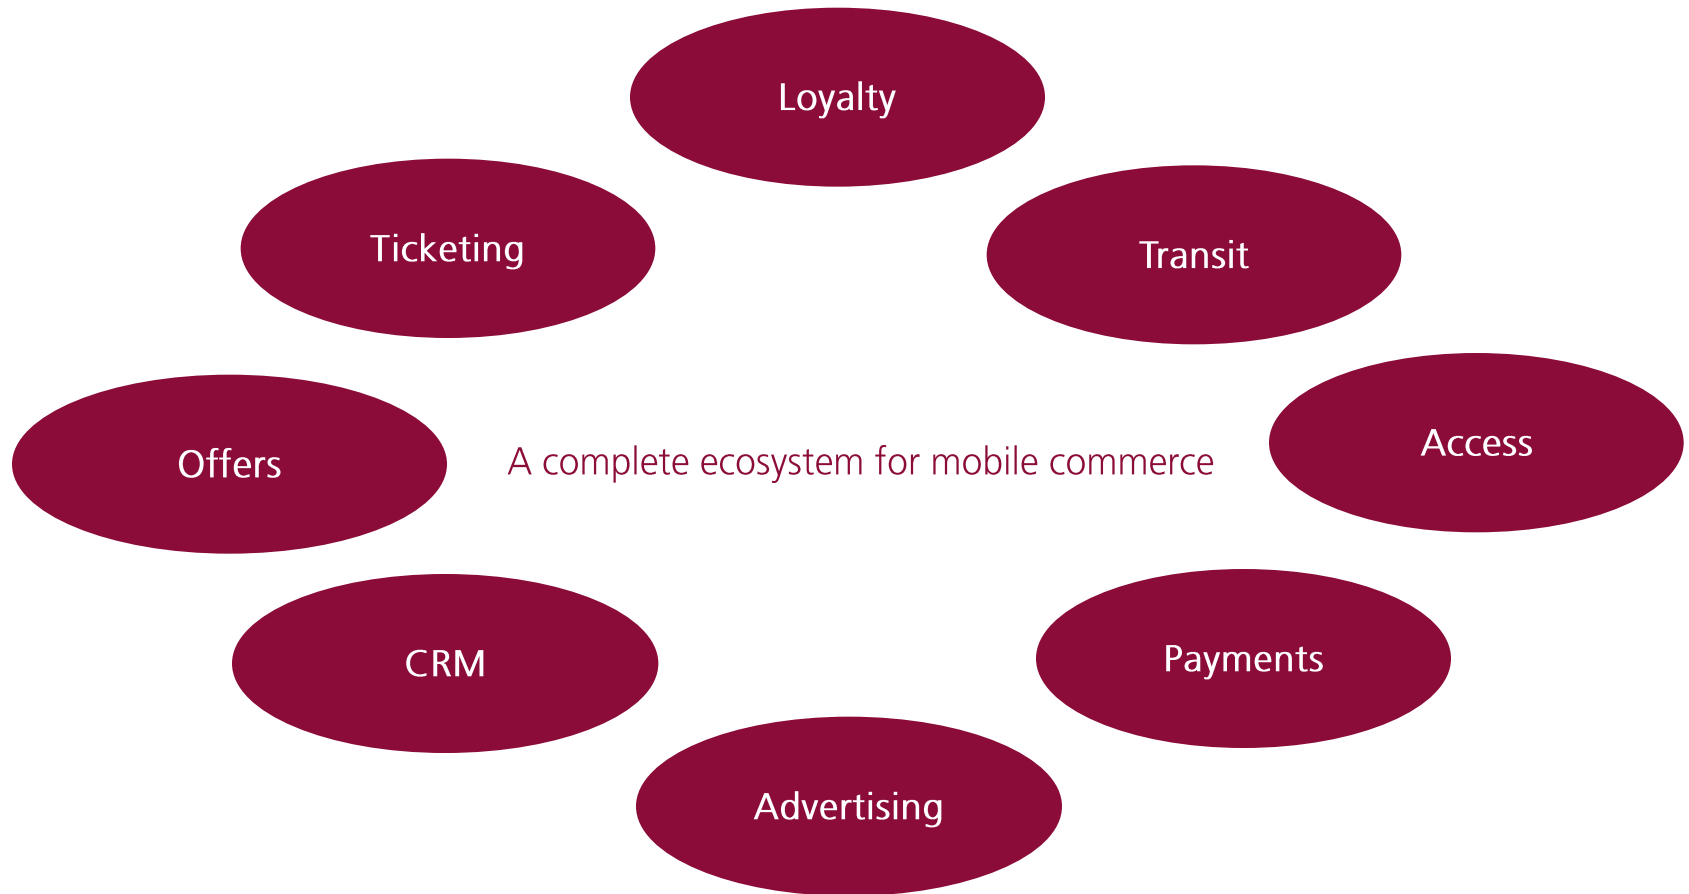 Loyalty
Ticketing
Transit
Offers
A complete ecosystem for mobile commerce
Access
CRM
Payments
Advertising